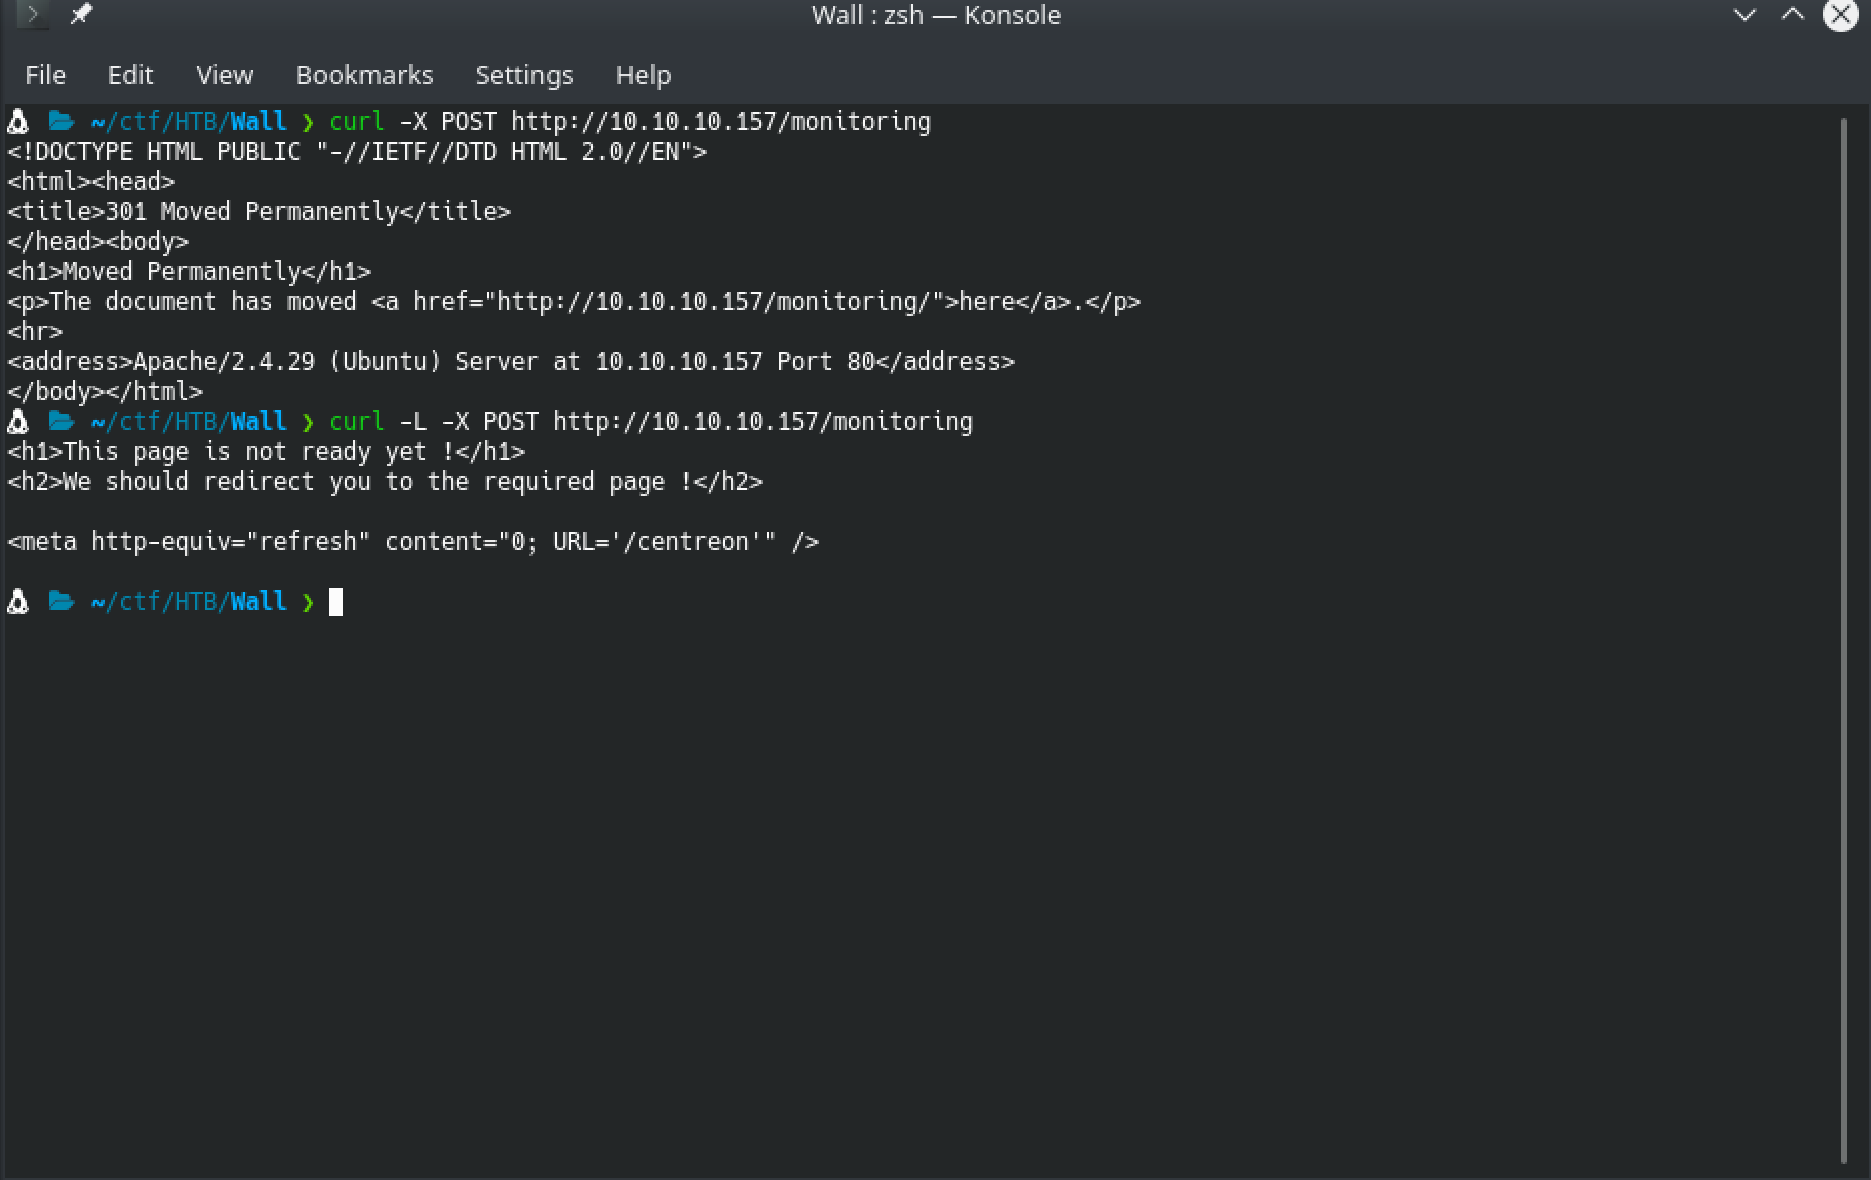 Wall : zsh — Konsole
File Edit View Bookmarks Settings Help
~/ctf/HTB/Wall ❯ curl -X POST http://10.10.10.157/monitoring
<!DOCTYPE HTML PUBLIC "-//IETF//DTD HTML 2.0//EN">
<html><head>
<title>301 Moved Permanently</title>
</head><body>
<h1>Moved Permanently</h1>
<p>The document has moved <a href="http://10.10.10.157/monitoring/">here</a>.</p>
<hr>
<address>Apache/2.4.29 (Ubuntu) Server at 10.10.10.157 Port 80</address>
</body></html>
~/ctf/HTB/Wall ❯ curl -L -X POST http://10.10.10.157/monitoring
<h1>This page is not ready yet !</h1>
<h2>We should redirect you to the required page !</h2>
<meta http-equiv="refresh" content="0; URL='/centreon'" />
~/ctf/HTB/Wall ❯